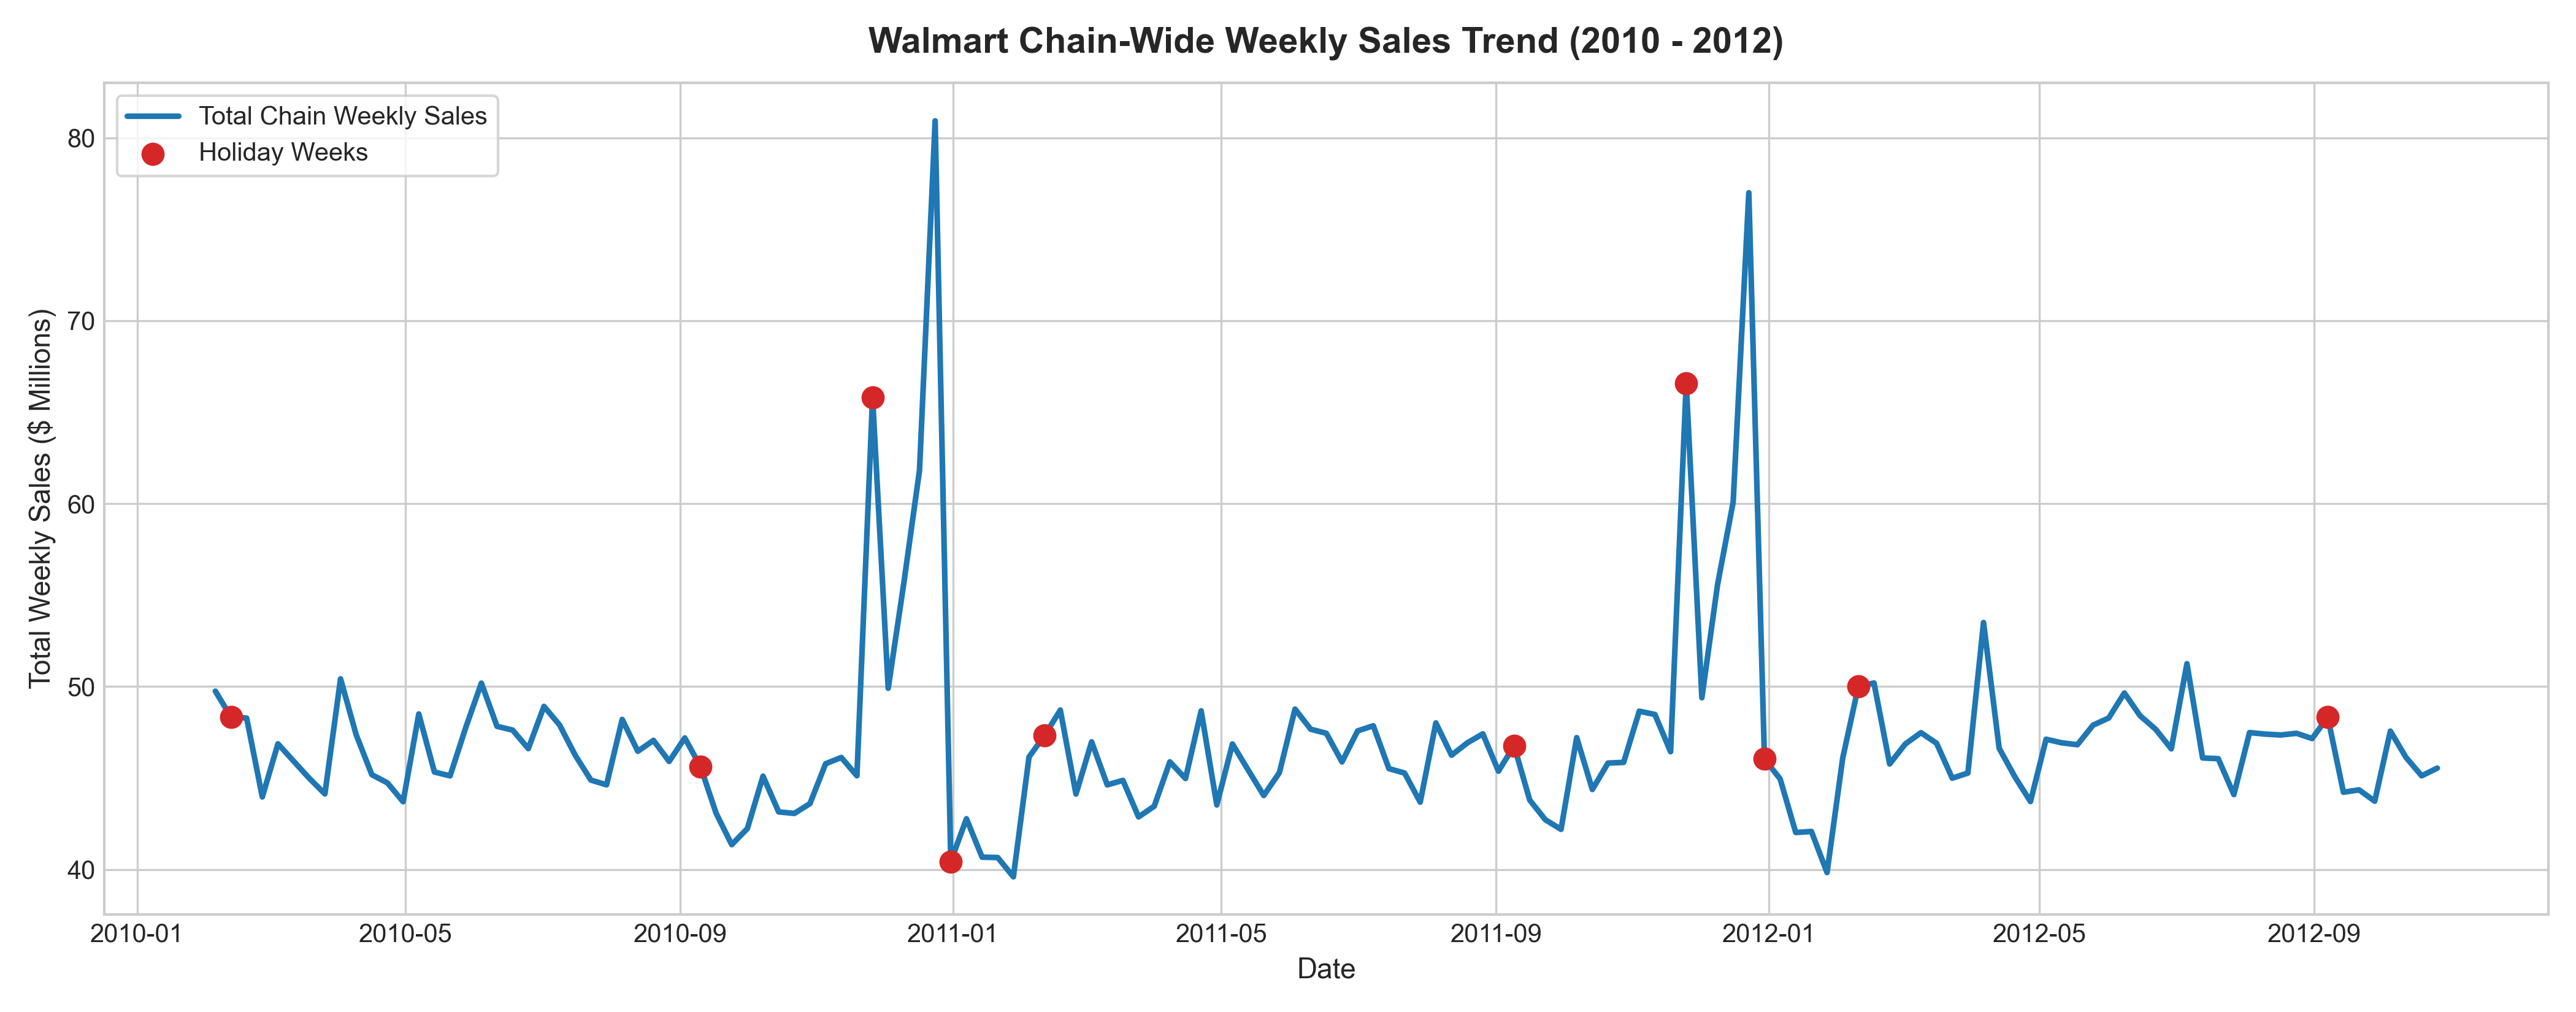 Walmart Chain-Wide Weekly Sales Trend (2010 - 2012)
Total Chain Weekly Sales
Holiday Weeks
Total Weekly Sales ($ Millions)
80
70
60
50
40
2010-01 2010-05 2010-09 2011-01 2011-05 2011-09 2012-01 2012-05 2012-09
Date